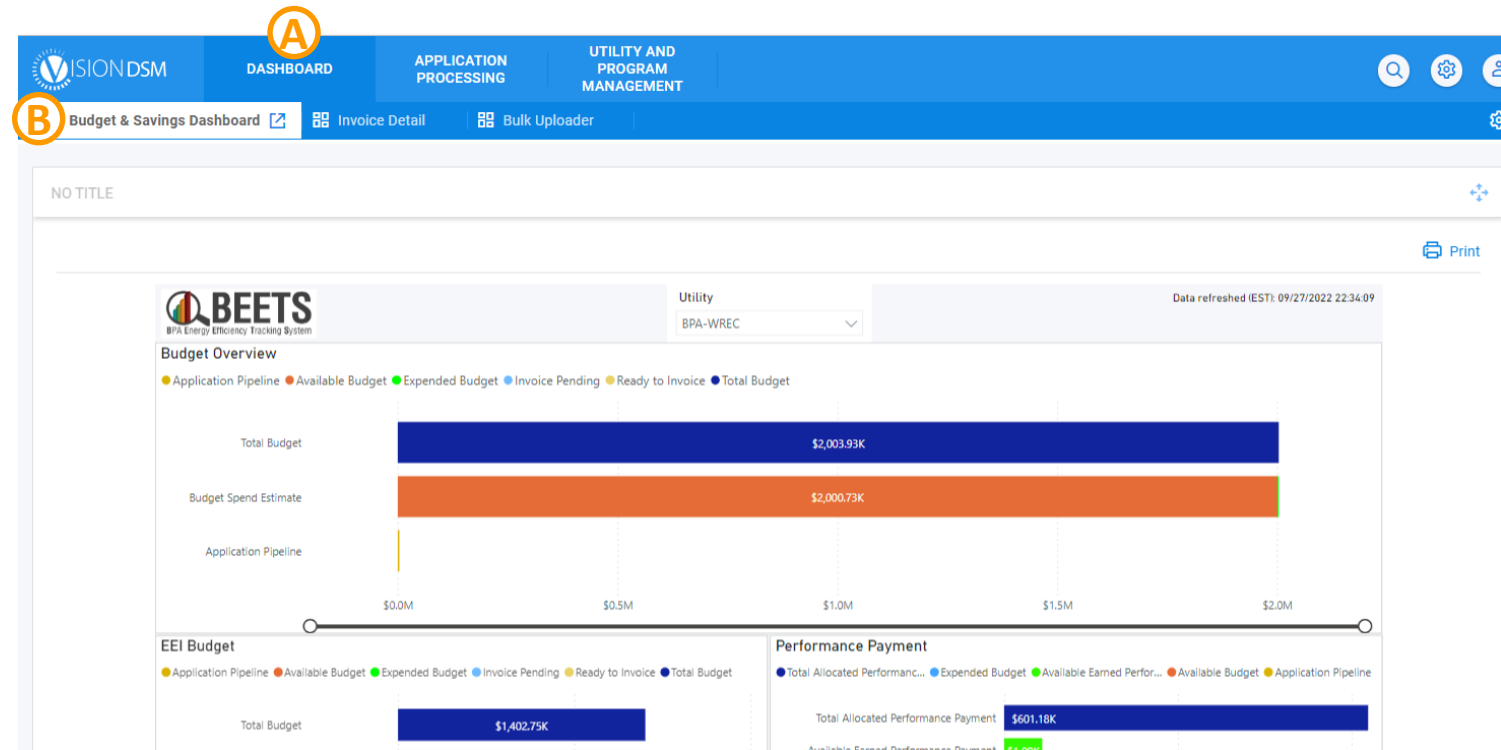 A
VISION DSM
DASHBOARD
APPLICATION
PROCESSING
UTILITY AND
PROGRAM
MANAGEMENT
B
Budget & Savings Dashboard
Invoice Detail
Bulk Uploader
NO TITLE
Print
BEETS
BPA Energy Efficiency Tracking System
Utility
BPA-WREC
Data refreshed (EST): 09/27/2022 22:34:09
Budget Overview
Application Pipeline Available Budget Expended Budget Invoice Pending Ready to Invoice Total Budget
Total Budget $2,003.93K
Budget Spend Estimate $2,000.73K
Application Pipeline
$0.0M $0.5M $1.0M $1.5M $2.0M
EEI Budget
Application Pipeline Available Budget Expended Budget Invoice Pending Ready to Invoice Total Budget
Total Budget $1,402.75K
Performance Payment
Total Allocated Performanc... Expended Budget Available Earned Perfor... Available Budget Application Pipeline
Total Allocated Performance Payment $601.18K
Available Earned Performance Payment